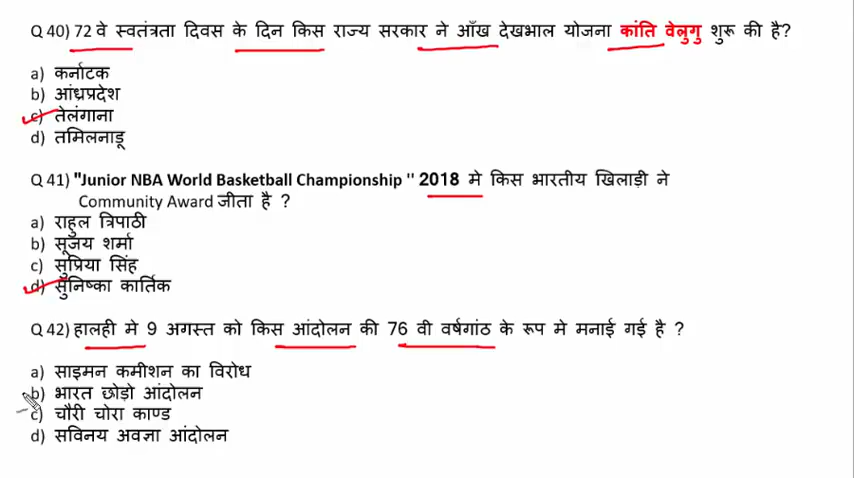 Q 40) 72 वे स्वतंत्रता दिवस के दिन किस राज्य सरकार ने आँख देखभाल योजना कांति वेलुगु शुरू की है?
a) कर्नाटक
b) आंध्रप्रदेश
c) तेलंगाना
d) तमिलनाडू
Q 41) "Junior NBA World Basketball Championship " 2018 मे किस भारतीय खिलाड़ी ने
Community Award जीता है ?
a) राहुल त्रिपाठी
b) सूजय शर्मा
c) सुप्रिया सिंह
d) सुनिष्का कार्तिक
Q 42) हालही मे 9 अगस्त को किस आंदोलन की 76 वी वर्षगांठ के रूप मे मनाई गई है ?
a) साइमन कमीशन का विरोध
b) भारत छोड़ो आंदोलन
c) चौरी चोरा काण्ड
d) सविनय अवज्ञा आंदोलन